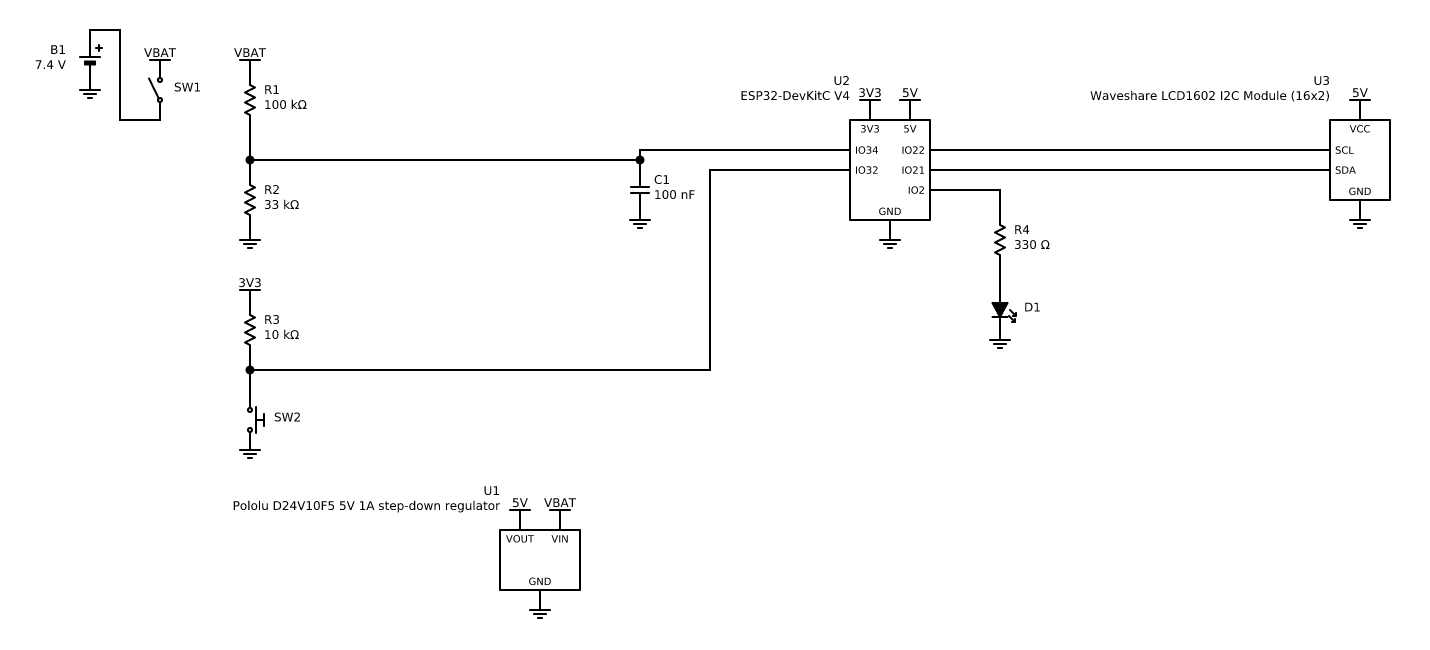 B1
7.4 V
+
VBAT
SW1
VBAT
R1
100 kΩ
R2
33 kΩ
3V3
R3
10 kΩ
SW2
C1
100 nF
U2
ESP32-DevKitC V4
3V3
5V
3V3
5V
IO34
IO22
IO32
IO21
IO2
GND
R4
330 Ω
D1
U3
Waveshare LCD1602 I2C Module (16x2)
5V
VCC
SCL
SDA
GND
U1
Pololu D24V10F5 5V 1A step-down regulator
5V
VBAT
VOUT
VIN
GND